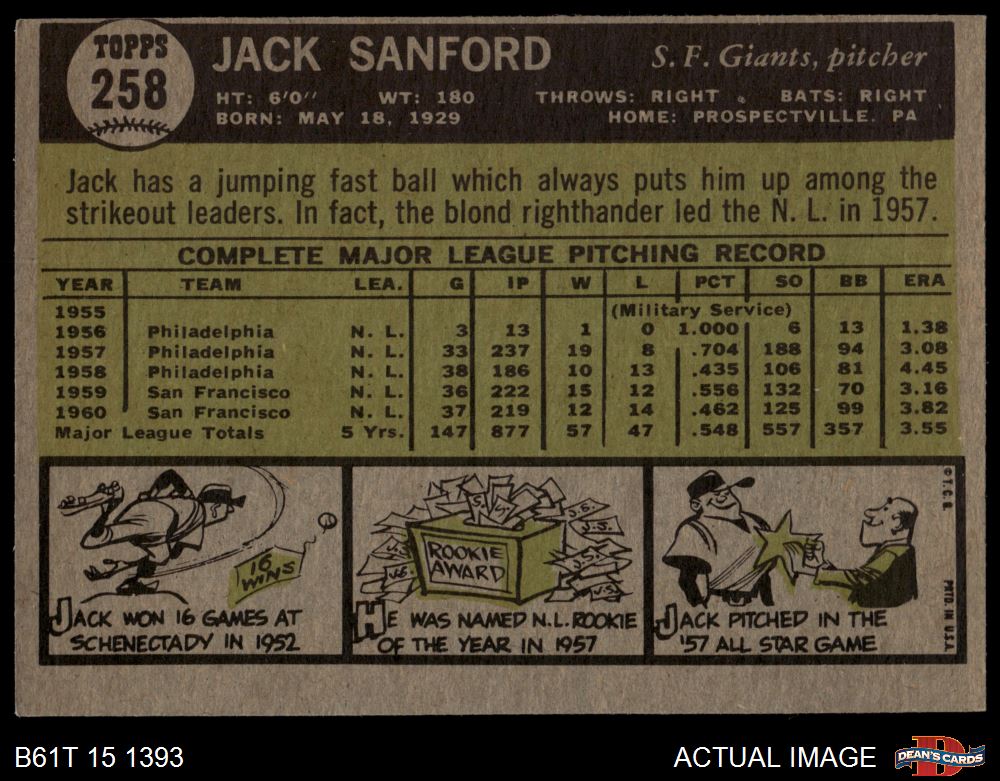 TOPPS
258
JACK SANFORD
S. F. Giants, pitcher
HT: 6'0" WT: 180 THROWS: RIGHT BATS: RIGHT
BORN: MAY 18, 1929 HOME: PROSPECTVILLE. PA
Jack has a jumping fast ball which always puts him up among the
strikeout leaders. In fact, the blond righthander led the N. L. in 1957.
COMPLETE MAJOR LEAGUE PITCHING RECORD
YEAR TEAM LEA. G IP W L PCT SO BB ERA
1955 (Military Service)
1956 Philadelphia N. L. 3 13 1 0 1.000 6 13 1.38
1957 Philadelphia N. L. 33 237 19 8 .704 188 94 3.08
1958 Philadelphia N. L. 38 186 10 13 .435 106 81 4.45
1959 San Francisco N. L. 36 222 15 12 .556 132 70 3.16
1960 San Francisco N. L. 37 219 12 14 .462 125 99 3.82
Major League Totals 5 Yrs. 147 877 57 47 .548 557 357 3.55
16
WINS
JACK WON 16 GAMES AT
SCHENECTADY IN 1952
J.S.
J.S.
J.S.
ROOKIE
AWARD
HE WAS NAMED N.L. ROOKIE
OF THE YEAR IN 1957
JACK PITCHED IN THE
'57 ALL STAR GAME
© T.C.G.
PRTD. IN U.S.A.
B61T 15 1393
ACTUAL IMAGE
D
DEAN'S CARDS